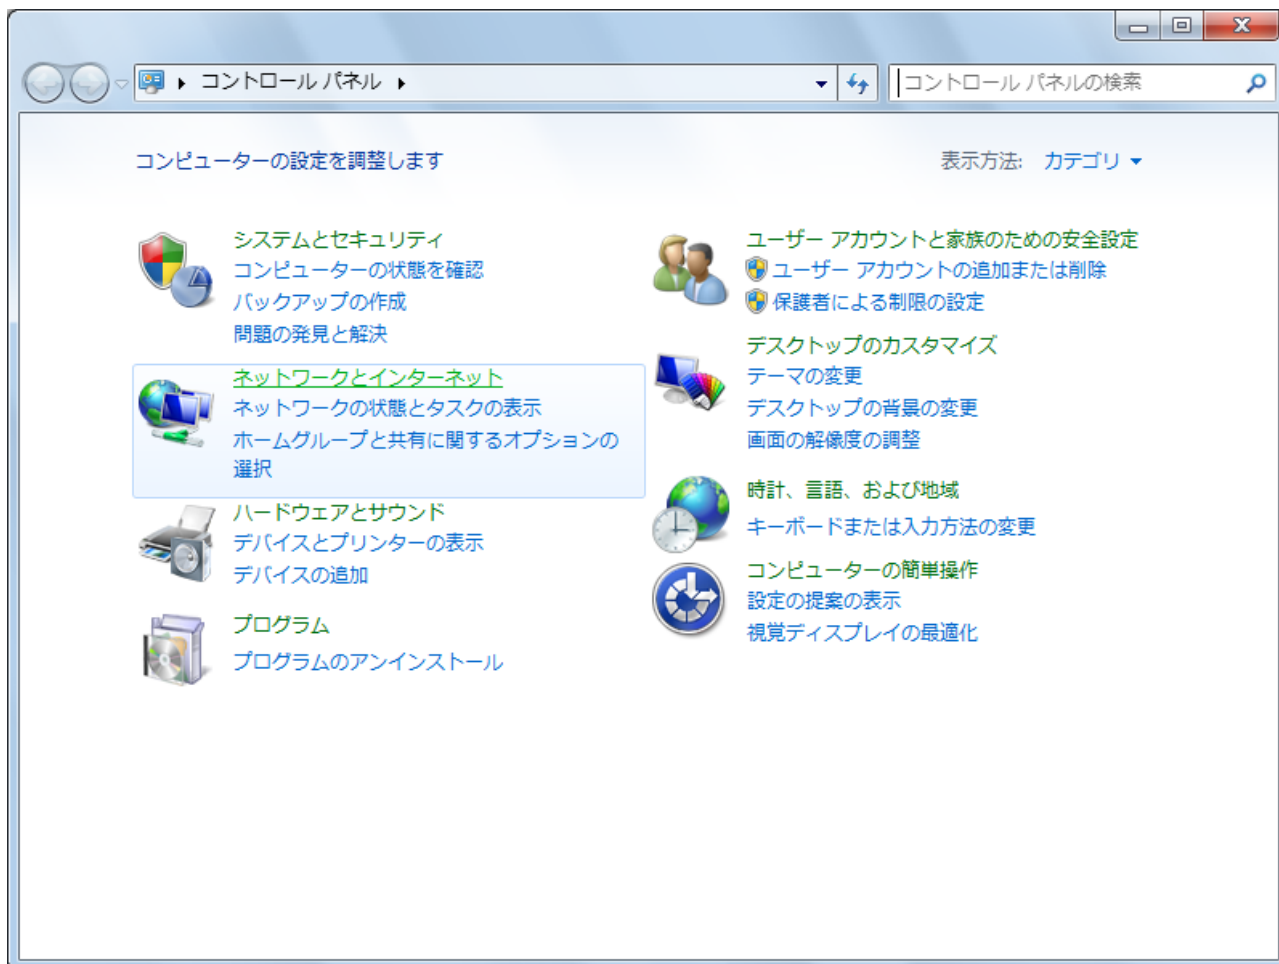 コントロール パネル
コントロール パネルの検索
コンピューターの設定を調整します
表示方法: カテゴリ
システムとセキュリティ
コンピューターの状態を確認
バックアップの作成
問題の発見と解決
ネットワークとインターネット
ネットワークの状態とタスクの表示
ホームグループと共有に関するオプションの
選択
ハードウェアとサウンド
デバイスとプリンターの表示
デバイスの追加
プログラム
プログラムのアンインストール
ユーザー アカウントと家族のための安全設定
ユーザー アカウントの追加または削除
保護者による制限の設定
デスクトップのカスタマイズ
テーマの変更
デスクトップの背景の変更
画面の解像度の調整
時計、言語、および地域
キーボードまたは入力方法の変更
コンピューターの簡単操作
設定の提案の表示
視覚ディスプレイの最適化